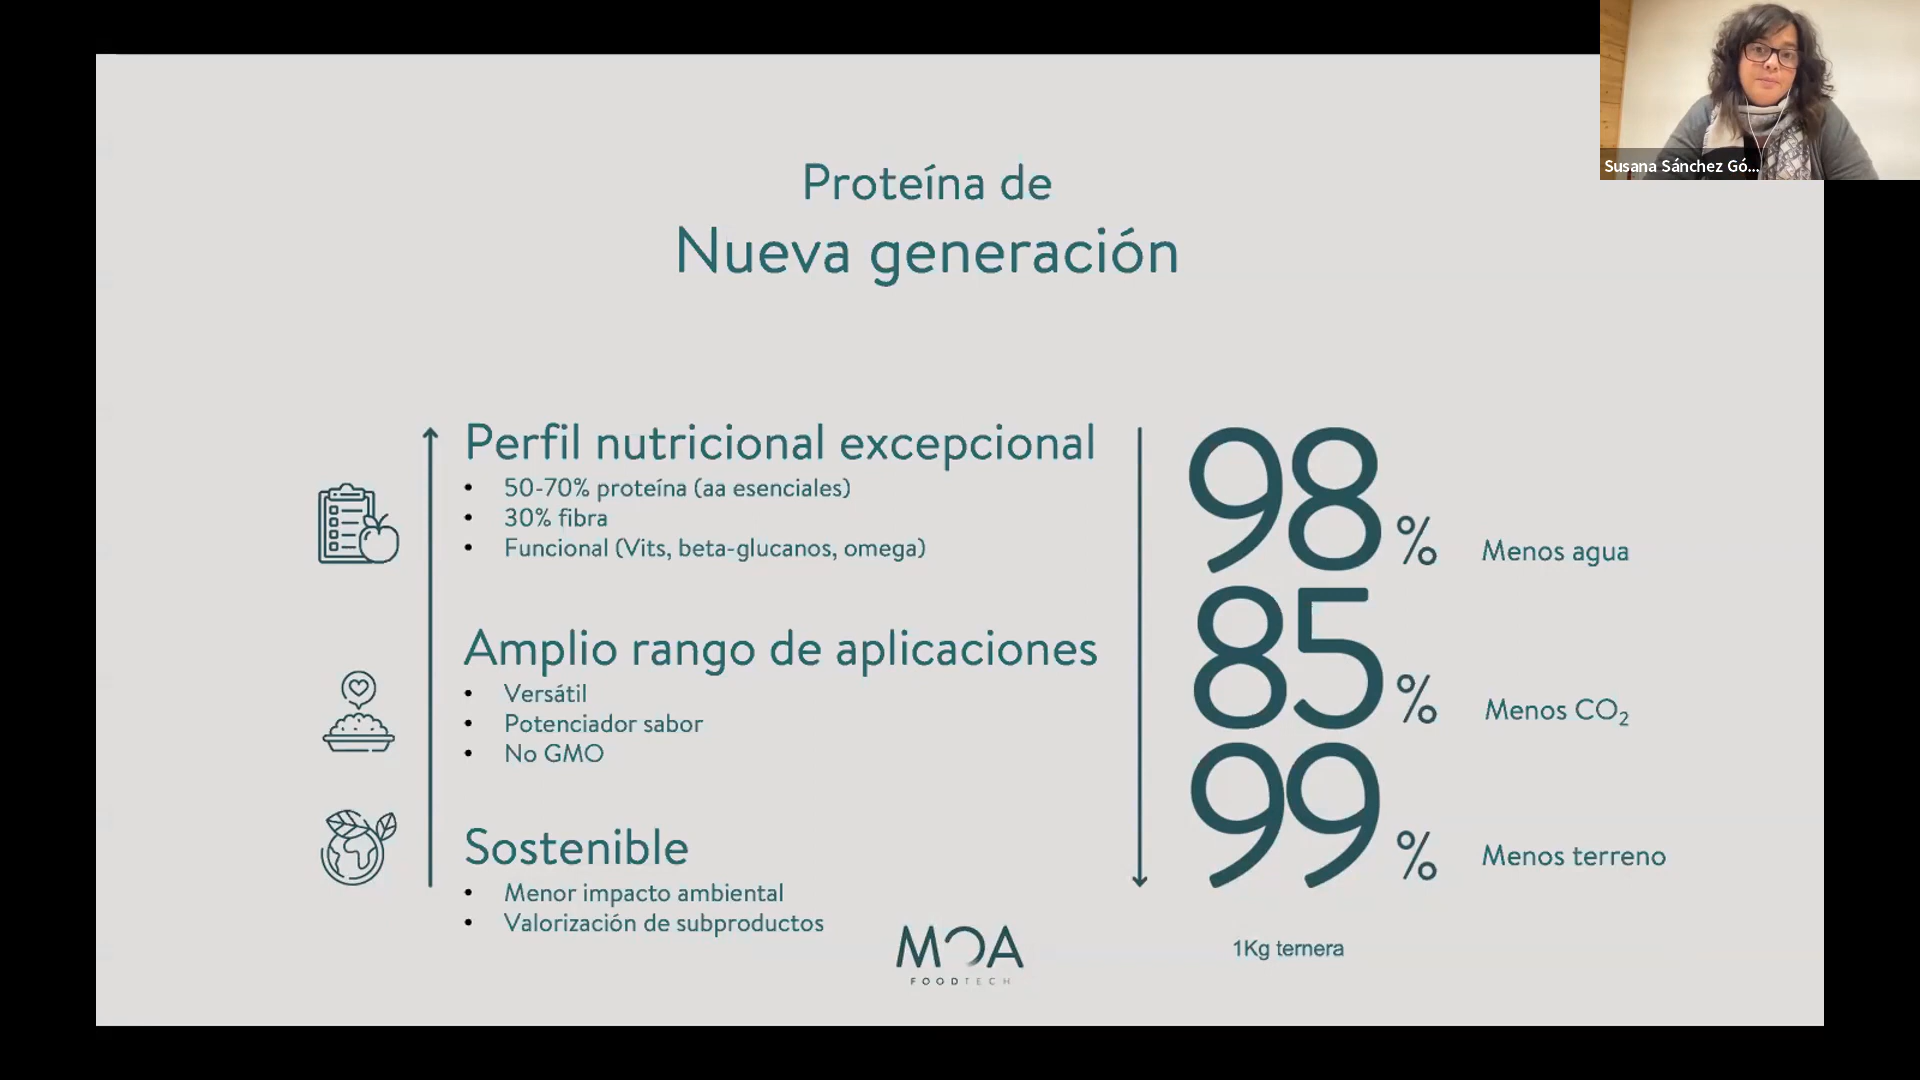 Susana Sánchez Gó...
Proteína de
Nueva generación
Perfil nutricional excepcional
• 50-70% proteína (aa esenciales)
• 30% fibra
• Funcional (Vits, beta-glucanos, omega)
Amplio rango de aplicaciones
• Versátil
• Potenciador sabor
• No GMO
Sostenible
• Menor impacto ambiental
• Valorización de subproductos
98% Menos agua
85% Menos CO₂
99% Menos terreno
1Kg ternera
MOA
FOODTECH